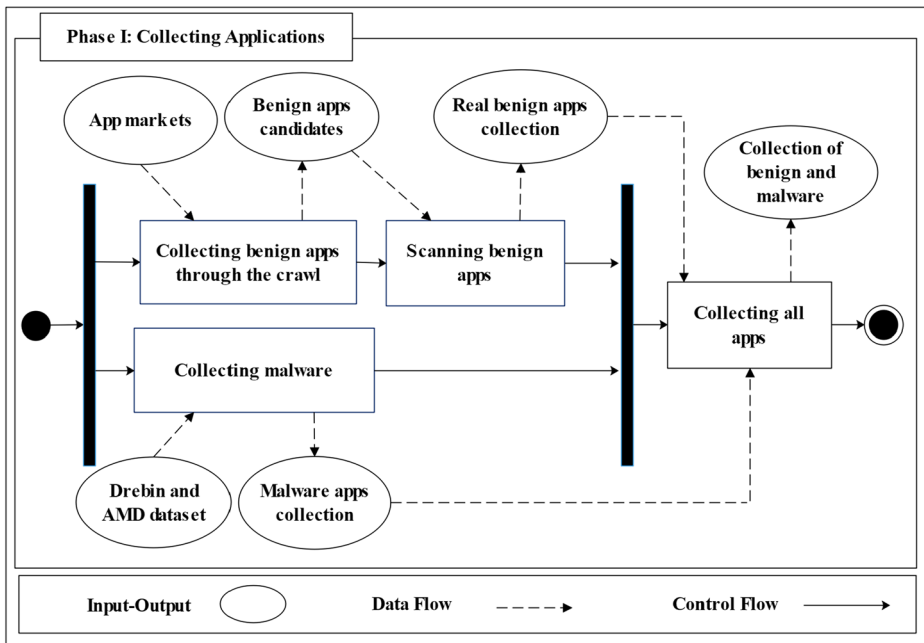 Phase I: Collecting Applications
App markets
Benign apps
candidates
Real benign apps
collection
Collection of
benign and
malware
Collecting benign apps
through the crawl
Scanning benign
apps
Collecting all
apps
Collecting malware
Drebin and
AMD dataset
Malware apps
collection
Input-Output
Data Flow
Control Flow